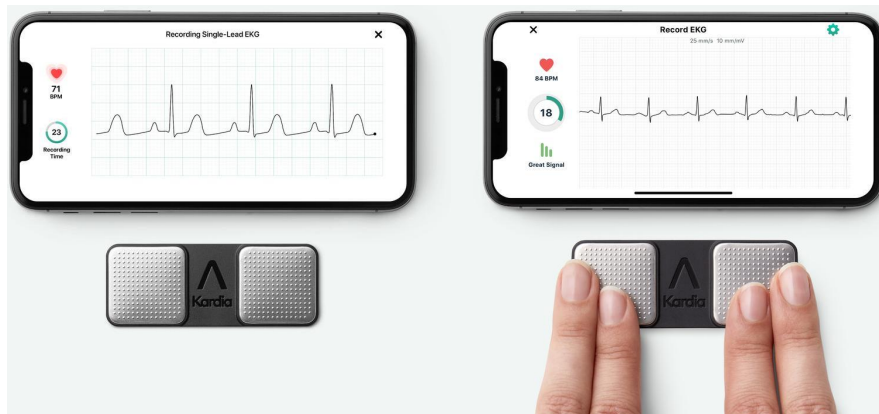 Recording Single-Lead EKG
71
BPM
23
Recording
Time
Kardia
Record EKG
25 mm/s 10 mm/mV
84 BPM
18
Great Signal
Kardia